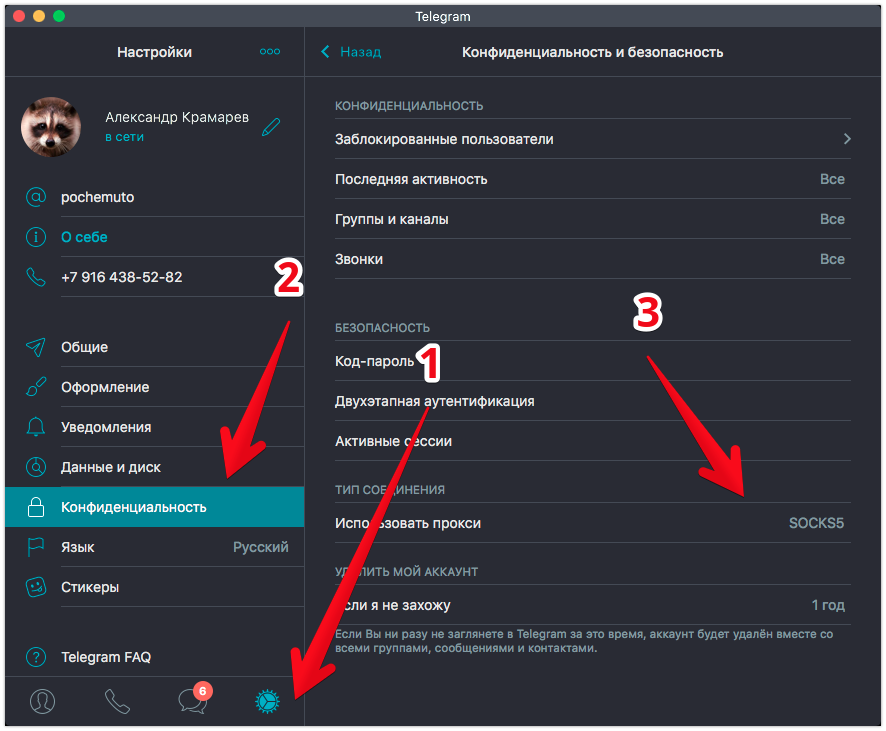 Telegram
Настройки
Александр Крамарев
в сети
pochemuto
О себе
+7 916 438-52-82
2
Общие
Оформление
Уведомления
Данные и диск
Конфиденциальность
Язык Русский
Стикеры
Telegram FAQ
6
Назад Конфиденциальность и безопасность
КОНФИДЕНЦИАЛЬНОСТЬ
Заблокированные пользователи
Последняя активность Все
Группы и каналы Все
Звонки Все
3
БЕЗОПАСНОСТЬ
Код-пароль 1
Двухэтапная аутентификация
Активные сессии
ТИП СОЕДИНЕНИЯ
Использовать прокси SOCKS5
УДАЛИТЬ МОЙ АККАУНТ
Если я не захожу 1 год
Если Вы ни разу не заглянете в Telegram за это время, аккаунт будет удалён вместе со
всеми группами, сообщениями и контактами.